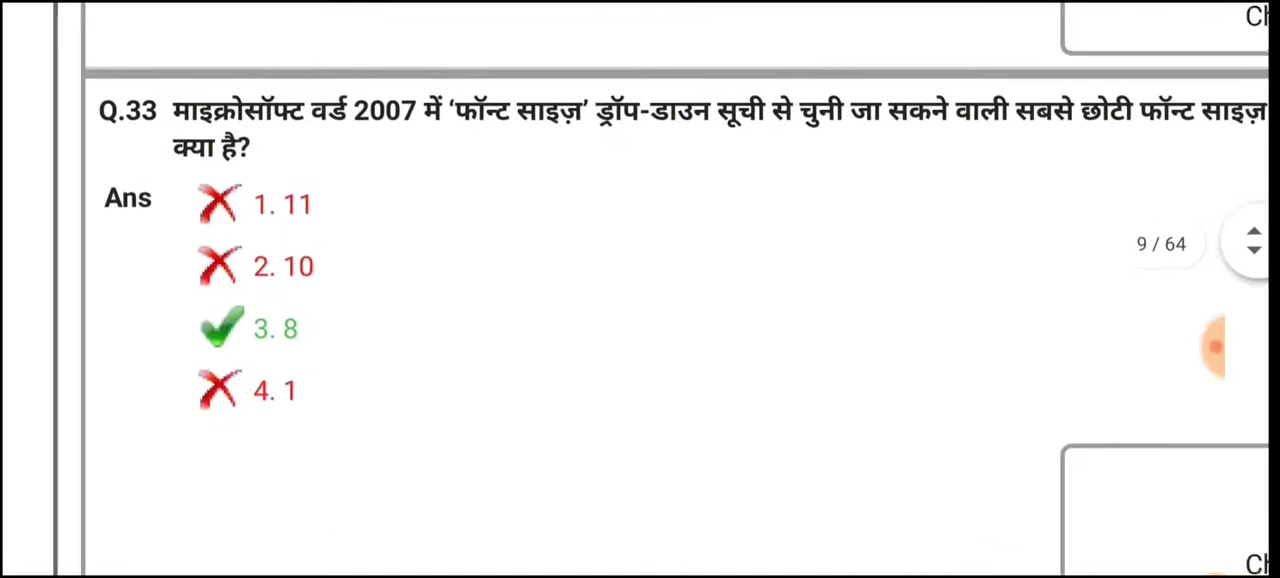 Q.33 माइक्रोसॉफ्ट वर्ड 2007 में ‘फॉन्ट साइज़’ ड्रॉप-डाउन सूची से चुनी जा सकने वाली सबसे छोटी फॉन्ट साइज़
क्या है?
Ans 1. 11
2. 10
9 / 64
3. 8
4. 1